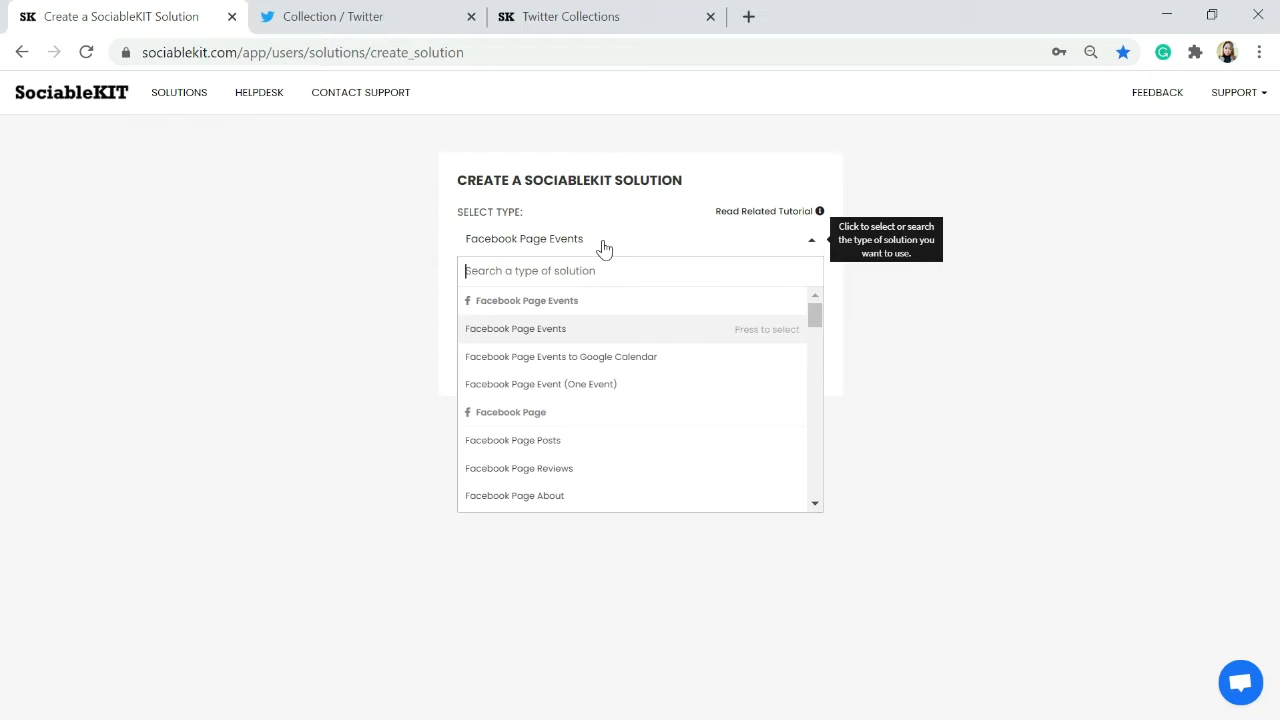 SK Create a SociableKIT Solution
Collection / Twitter
SK Twitter Collections
sociablekit.com/app/users/solutions/create_solution
SociableKIT SOLUTIONS HELPDESK CONTACT SUPPORT FEEDBACK SUPPORT
CREATE A SOCIABLEKIT SOLUTION
SELECT TYPE: Read Related Tutorial
Facebook Page Events
Click to select or search
the type of solution you
want to use.
Search a type of solution
Facebook Page Events
Facebook Page Events Press to select
Facebook Page Events to Google Calendar
Facebook Page Event (One Event)
Facebook Page
Facebook Page Posts
Facebook Page Reviews
Facebook Page About